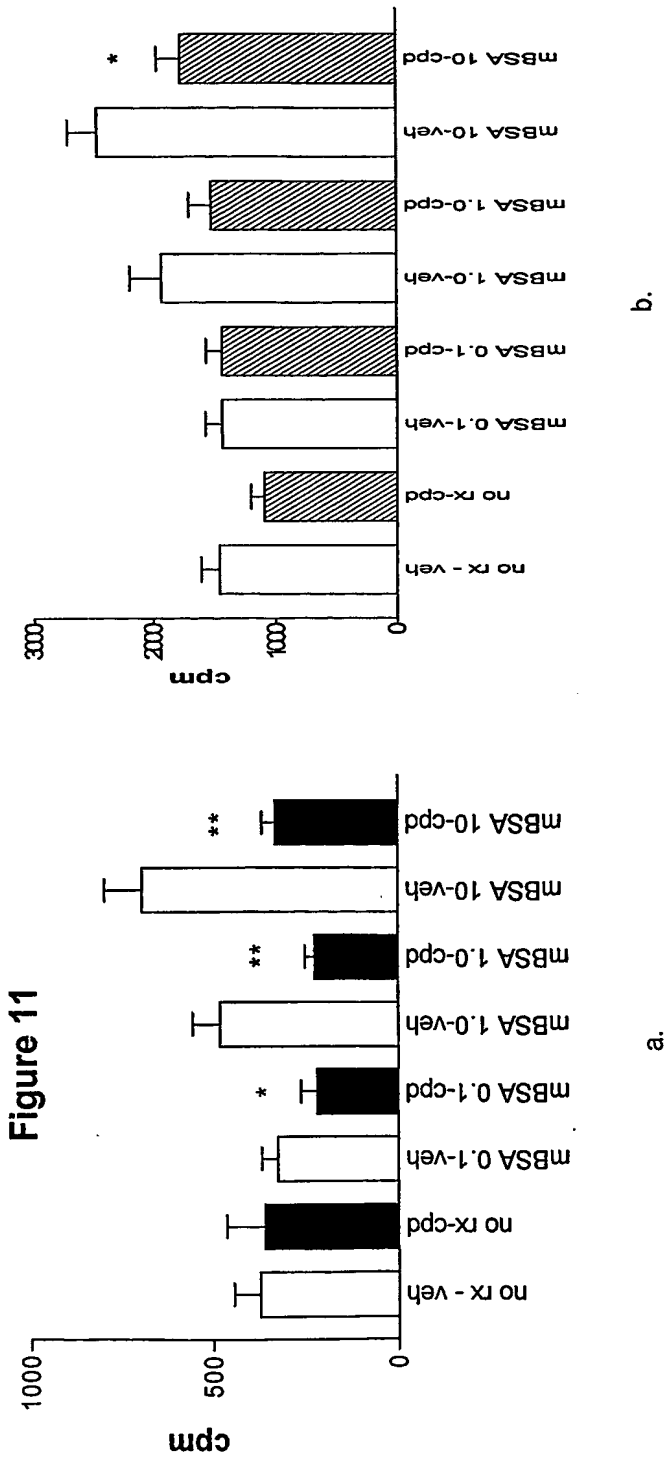 Figure 11
cpm
1000
500
0
no rx - veh
no rx-cpd
mBSA 0.1-veh
mBSA 0.1-cpd
mBSA 1.0-veh
mBSA 1.0-cpd
mBSA 10-veh
mBSA 10-cpd
*
**
**
a.
cpm
3000
2000
1000
0
no rx - veh
no rx-cpd
mBSA 0.1-veh
mBSA 0.1-cpd
mBSA 1.0-veh
mBSA 1.0-cpd
mBSA 10-veh
mBSA 10-cpd
*
b.